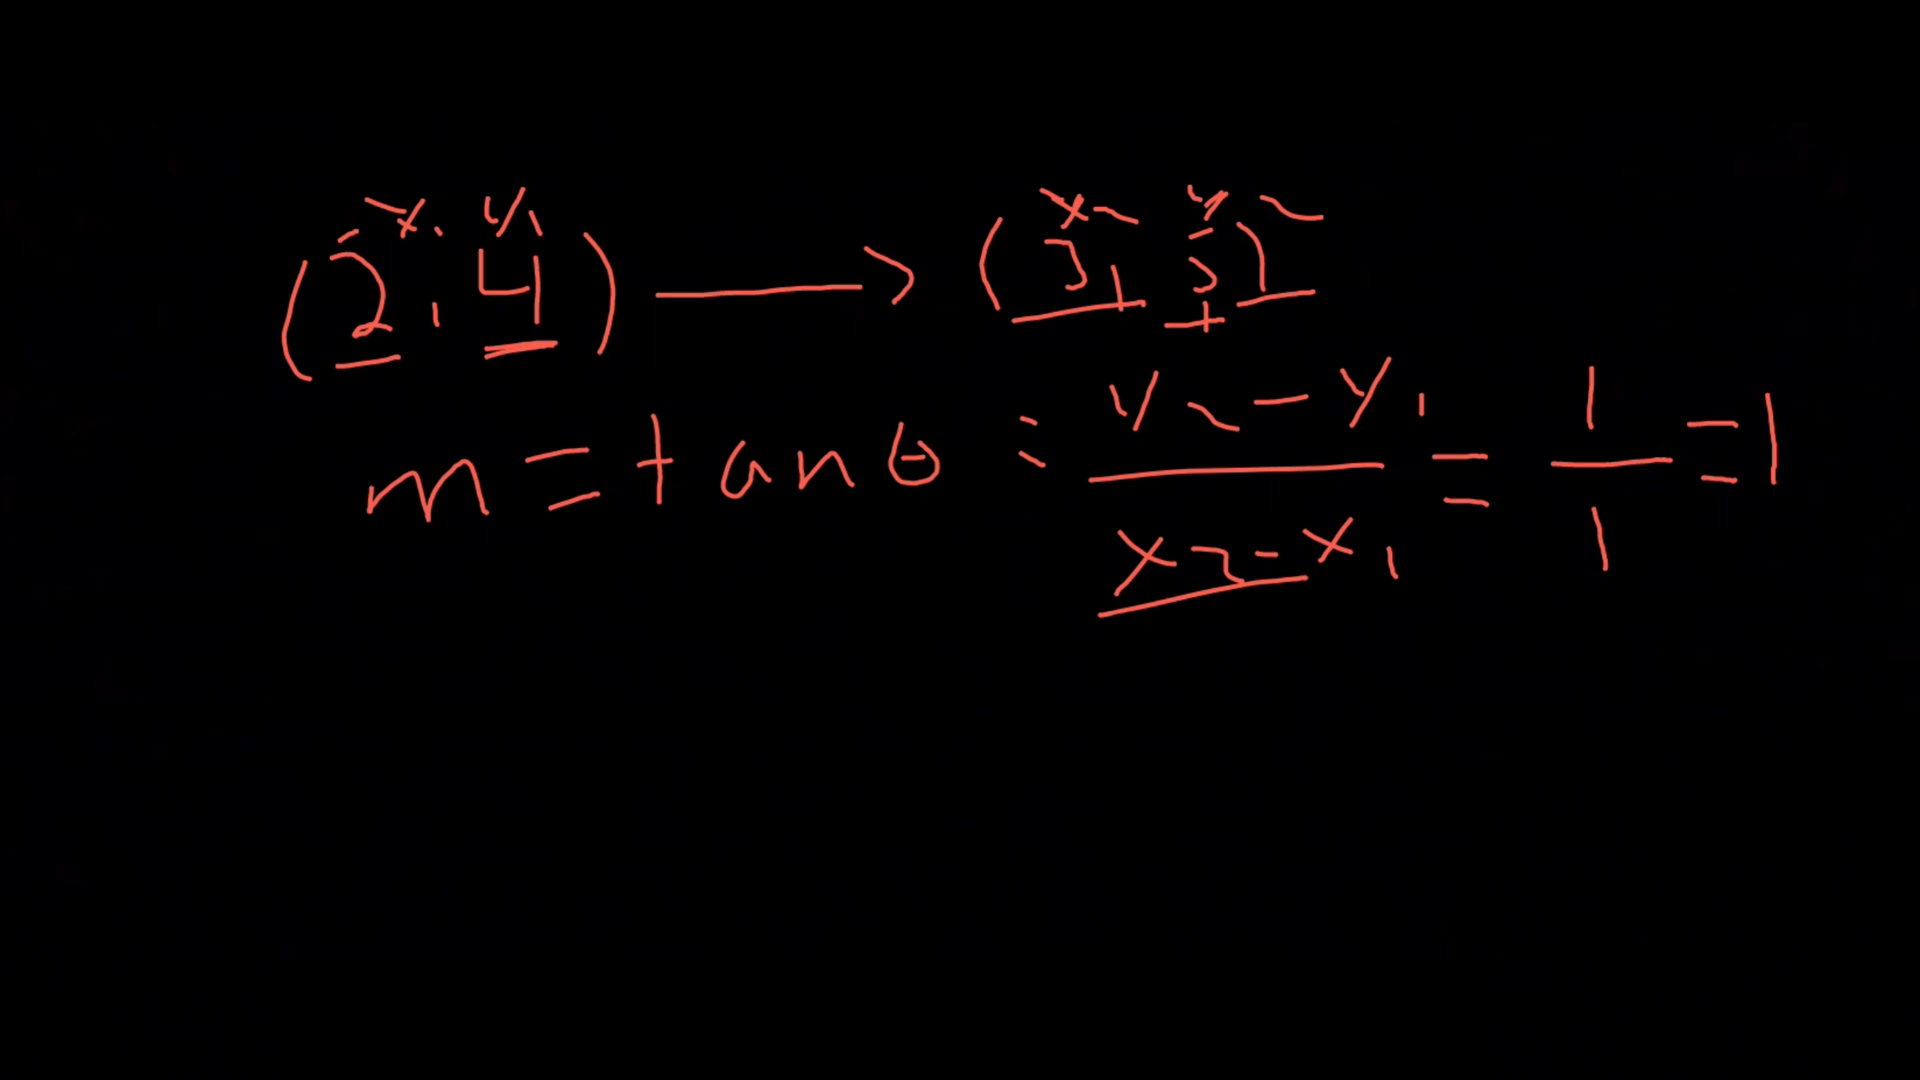 x₁ y₁ x₂ y₂
(2, 4) ⟶ (3, 5)
m = tan θ = (y₂ - y₁) / (x₂ - x₁) = 1/1 = 1